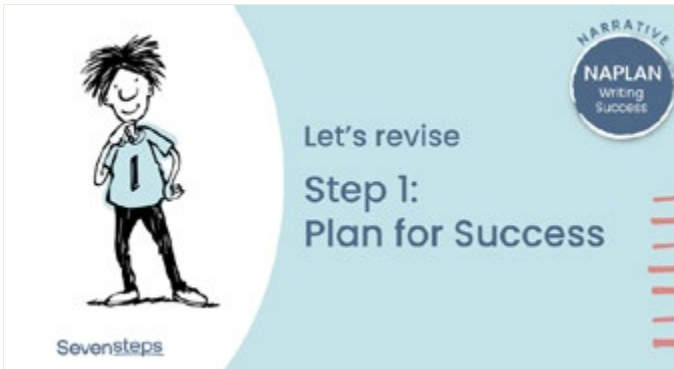 NARRATIVE
NAPLAN
Writing
Success
Let's revise
Step 1:
Plan for Success
1
Sevensteps